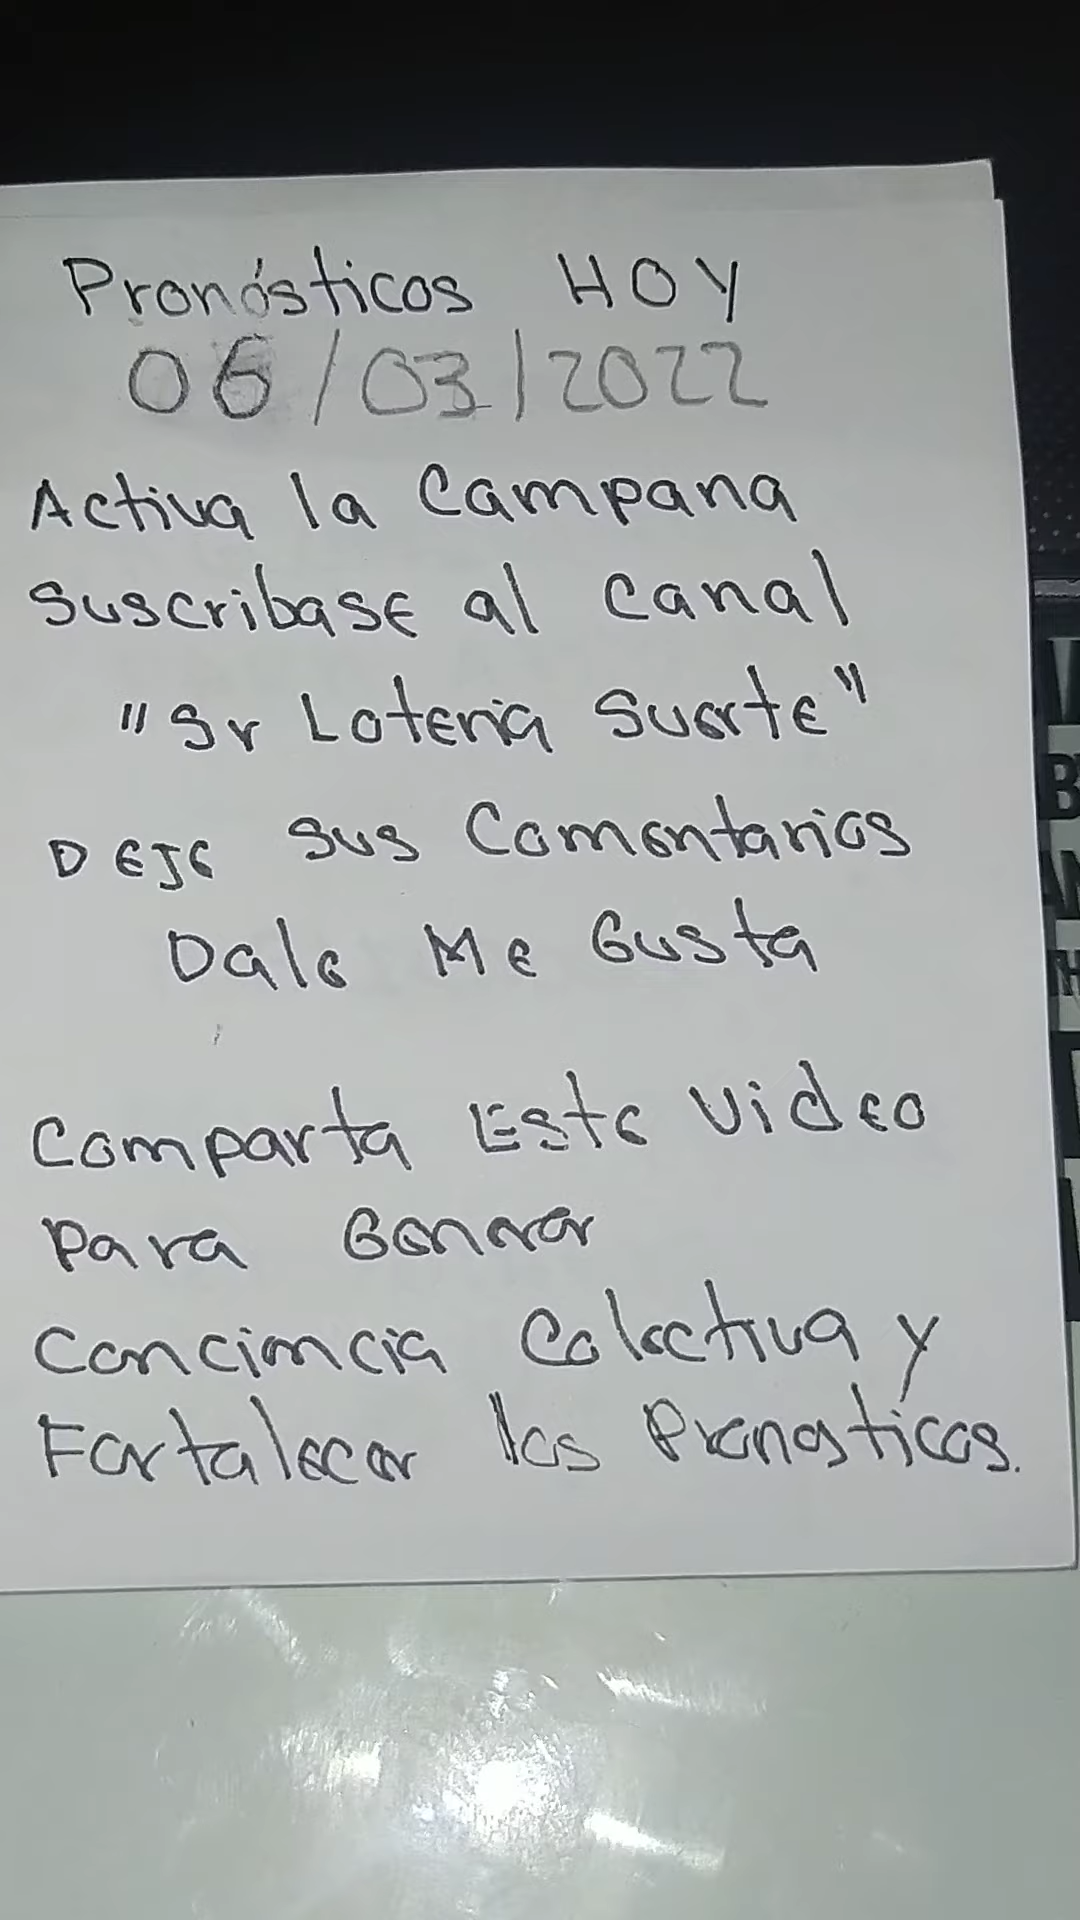 Pronósticos HOY
06/03/2022
Activa la Campana
Suscribase al Canal
"Sr Loteria Suerte"
DEJE Sus Comentarios
Dale Me Gusta
Comparta Este Video
Para Generar
Conciencia Colectiva y
Fortalecer los Pronosticos.